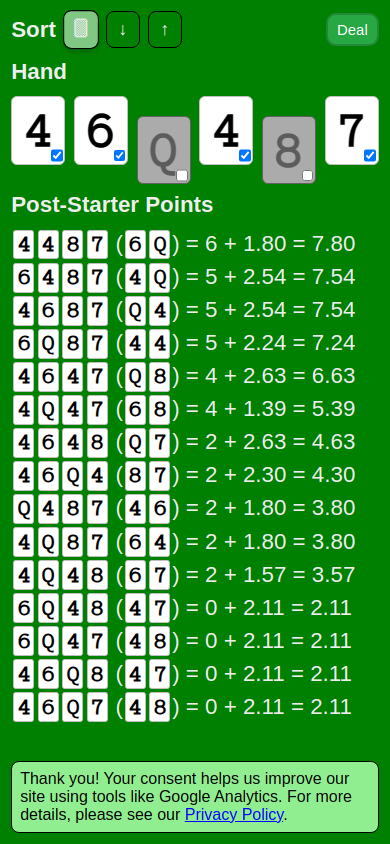 Sort ↓ ↑ Deal
Hand
4 6 Q 4 8 7
Post-Starter Points
4 4 8 7 (6 Q) = 6 + 1.80 = 7.80
6 4 8 7 (4 Q) = 5 + 2.54 = 7.54
4 6 8 7 (Q 4) = 5 + 2.54 = 7.54
6 Q 8 7 (4 4) = 5 + 2.24 = 7.24
4 6 4 7 (Q 8) = 4 + 2.63 = 6.63
4 Q 4 7 (6 8) = 4 + 1.39 = 5.39
4 6 4 8 (Q 7) = 2 + 2.63 = 4.63
4 6 Q 4 (8 7) = 2 + 2.30 = 4.30
Q 4 8 7 (4 6) = 2 + 1.80 = 3.80
4 Q 8 7 (6 4) = 2 + 1.80 = 3.80
4 Q 4 8 (6 7) = 2 + 1.57 = 3.57
6 Q 4 8 (4 7) = 0 + 2.11 = 2.11
6 Q 4 7 (4 8) = 0 + 2.11 = 2.11
4 6 Q 8 (4 7) = 0 + 2.11 = 2.11
4 6 Q 7 (4 8) = 0 + 2.11 = 2.11
Thank you! Your consent helps us improve our
site using tools like Google Analytics. For more
details, please see our Privacy Policy.